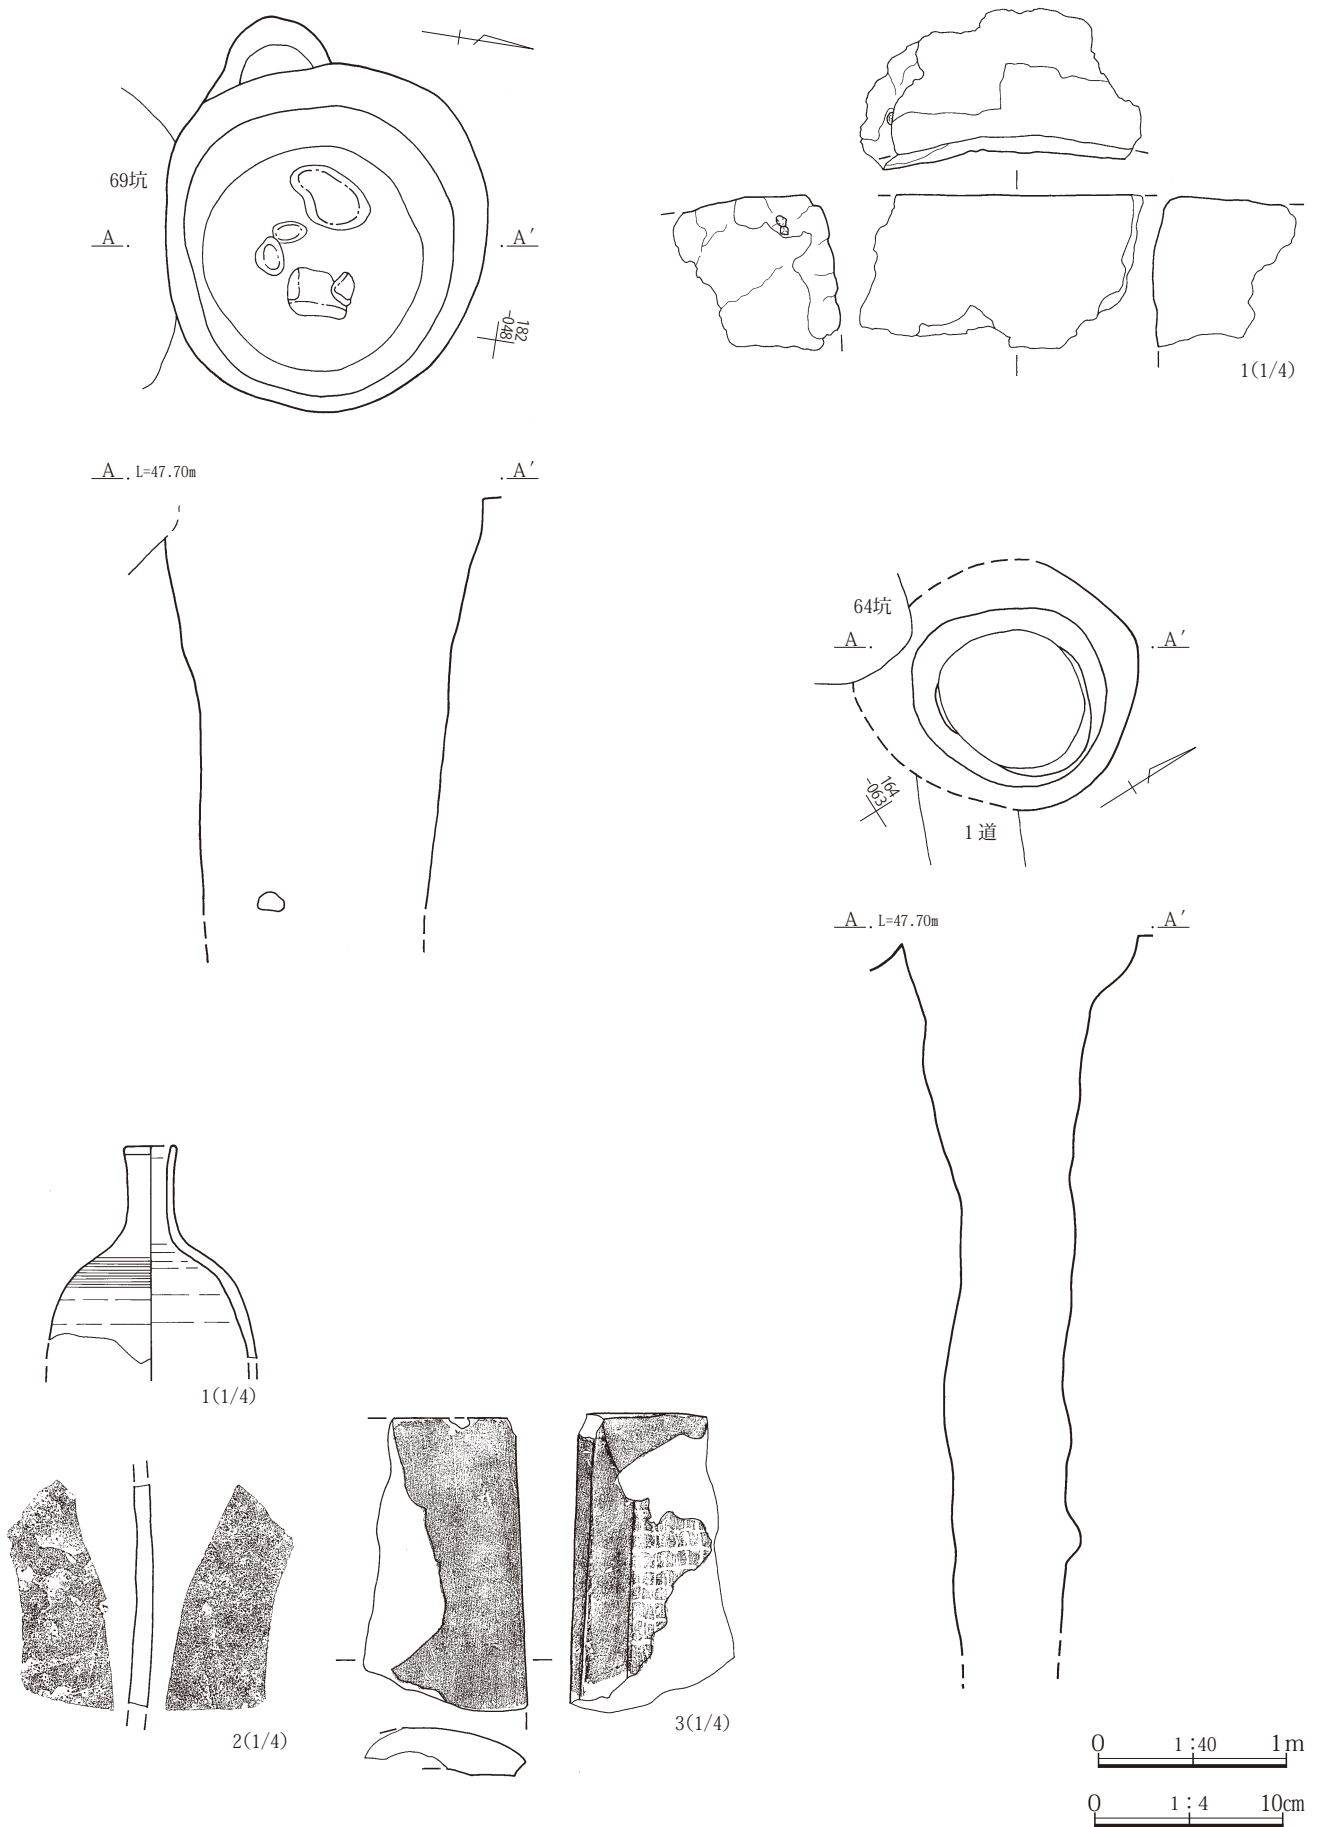 69坑
A . . A′
182
-048
1(1/4)
A . L=47.70m . A′
64坑
A . . A′
164
-063
1 道
A . L=47.70m . A′
1(1/4)
2(1/4)
3(1/4)
0 1：40 1m
0 1：4 10cm